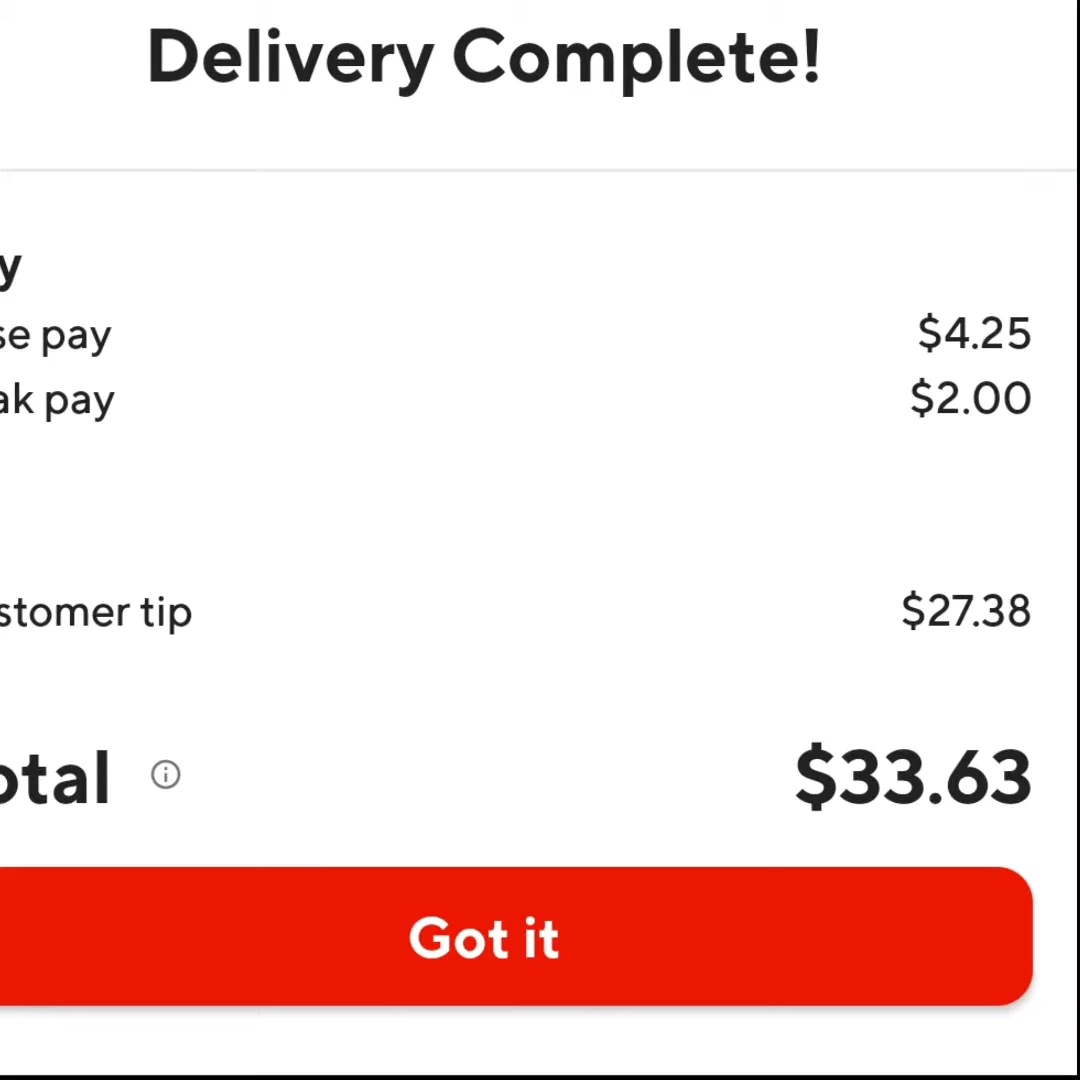 Delivery Complete!
y
se pay $4.25
ak pay $2.00
stomer tip $27.38
otal $33.63
Got it